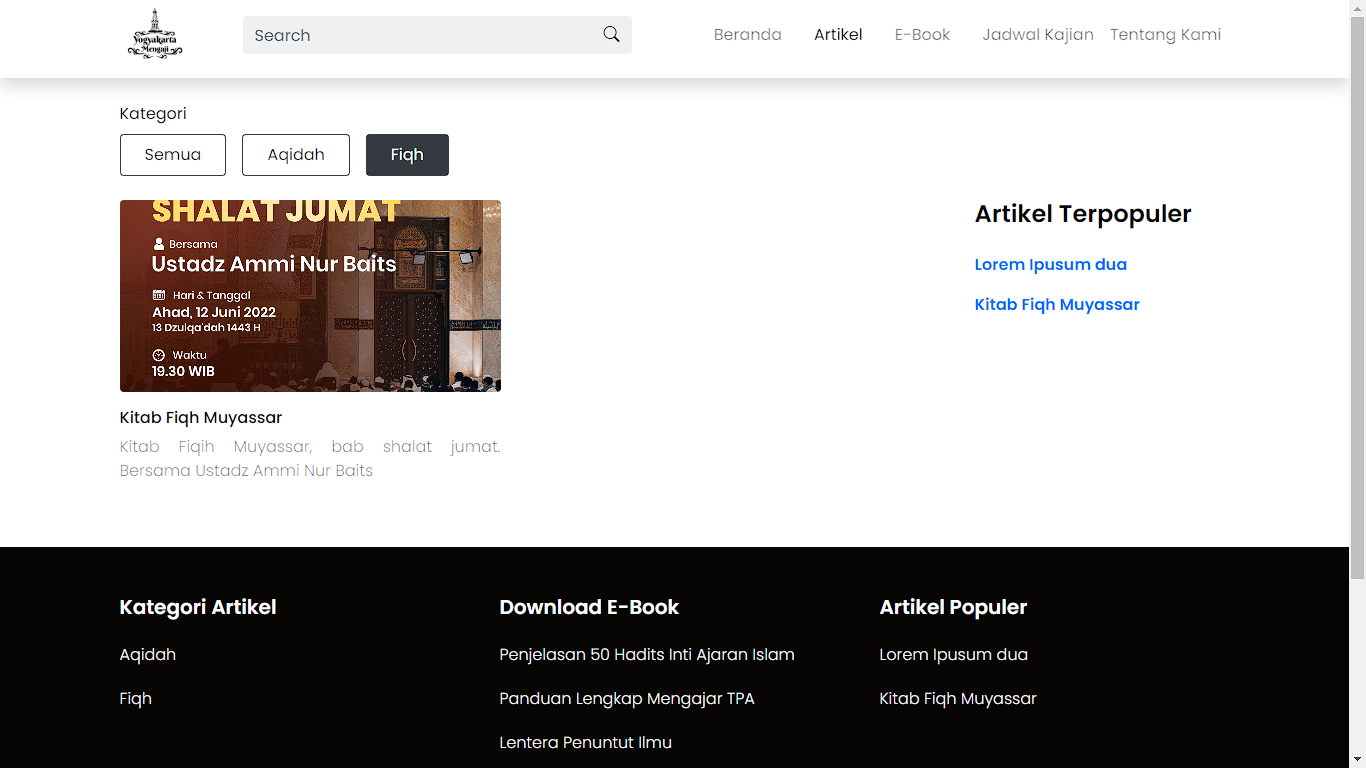 Yogyakarta
Mengaji
Search
Beranda
Artikel
E-Book
Jadwal Kajian
Tentang Kami
Kategori
Semua
Aqidah
Fiqh
SHALAT JUMAT
Bersama
Ustadz Ammi Nur Baits
Hari & Tanggal
Ahad, 12 Juni 2022
13 Dzulqa'dah 1443 H
Waktu
19.30 WIB
Kitab Fiqh Muyassar
Kitab Fiqih Muyassar, bab shalat jumat.
Bersama Ustadz Ammi Nur Baits
Artikel Terpopuler
Lorem Ipusum dua
Kitab Fiqh Muyassar
Kategori Artikel
Aqidah
Fiqh
Download E-Book
Penjelasan 50 Hadits Inti Ajaran Islam
Panduan Lengkap Mengajar TPA
Lentera Penuntut Ilmu
Artikel Populer
Lorem Ipusum dua
Kitab Fiqh Muyassar